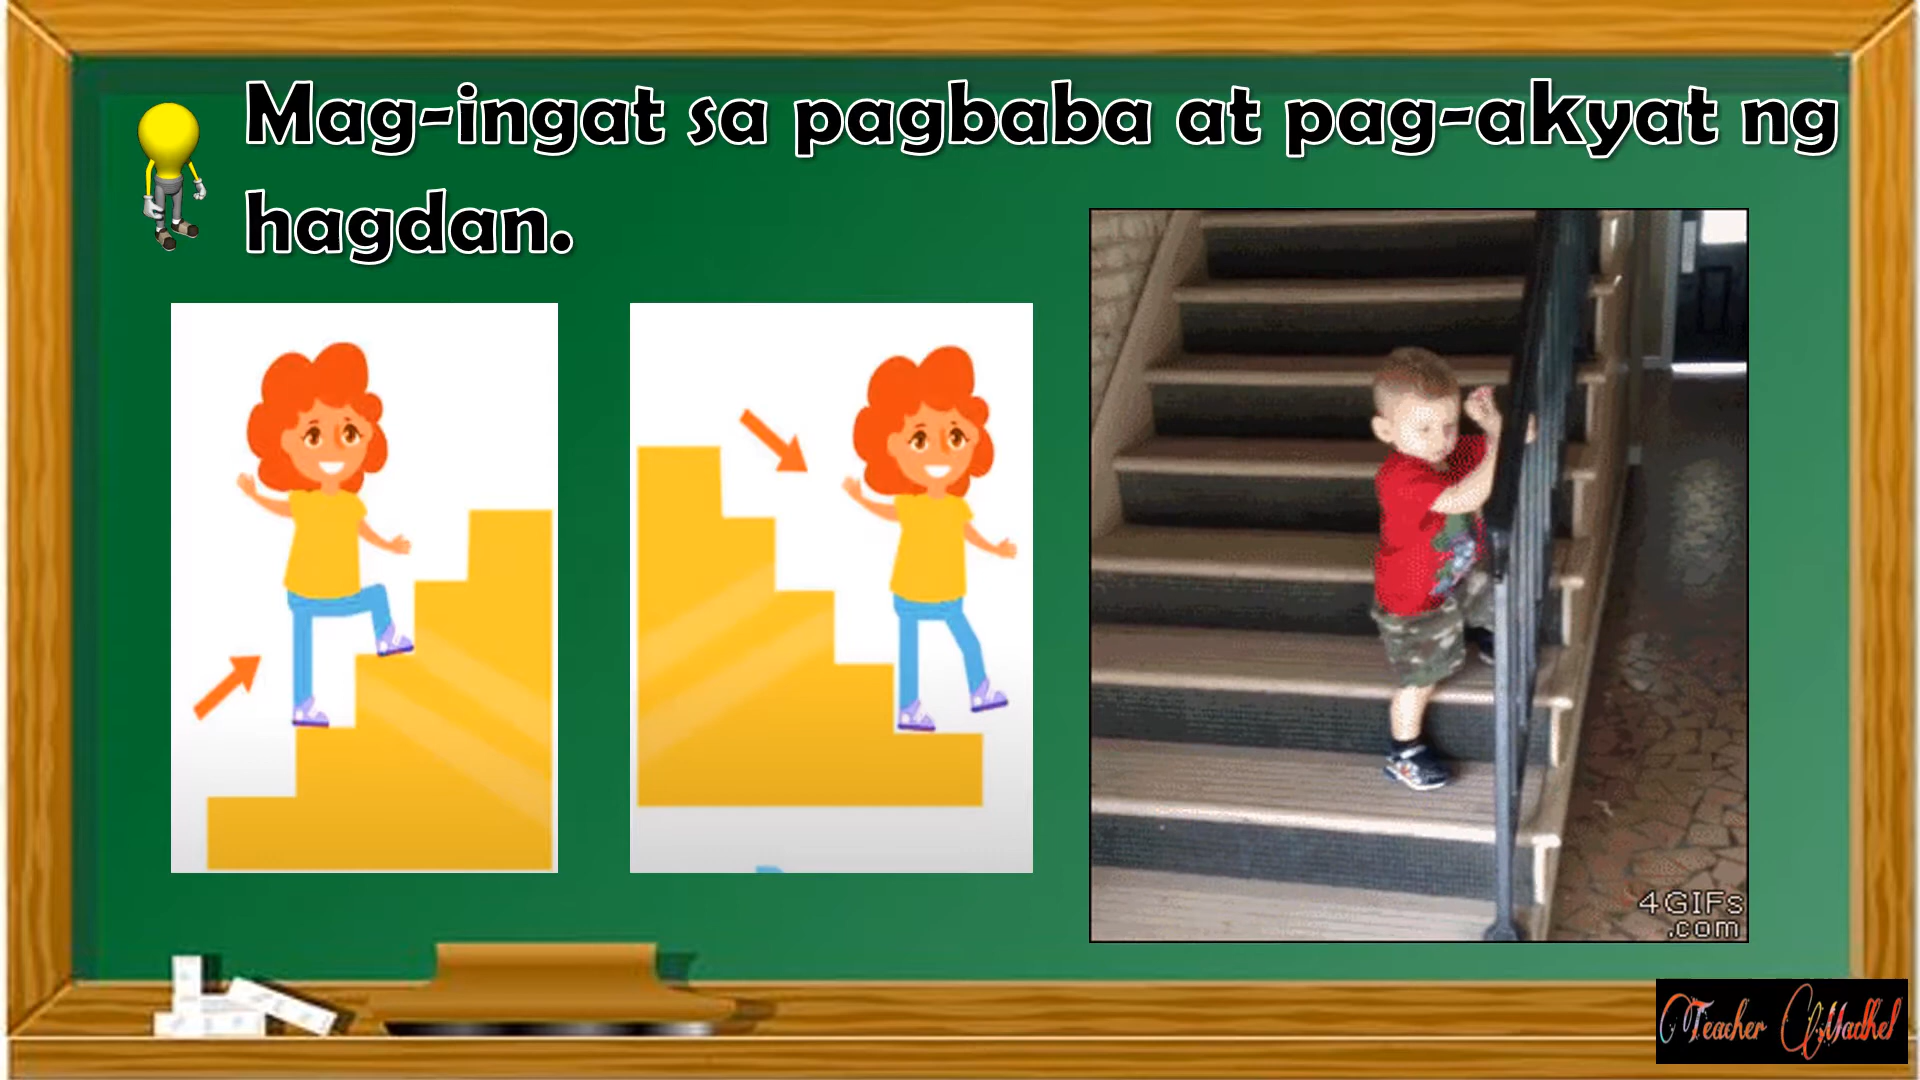 Mag-ingat sa pagbaba at pag-akyat ng
hagdan.
4GIFs
.com
Teacher Madhel